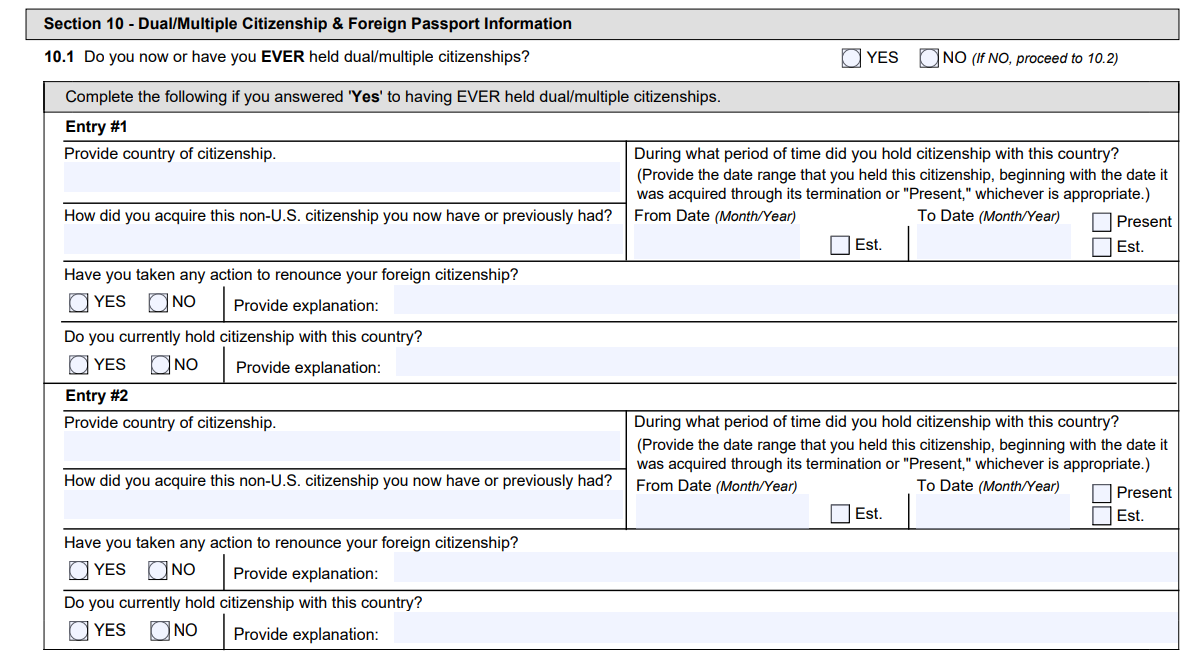 Section 10 - Dual/Multiple Citizenship & Foreign Passport Information
10.1 Do you now or have you EVER held dual/multiple citizenships?
YES NO (If NO, proceed to 10.2)
Complete the following if you answered 'Yes' to having EVER held dual/multiple citizenships.
Entry #1
Provide country of citizenship.
How did you acquire this non-U.S. citizenship you now have or previously had?
During what period of time did you hold citizenship with this country?
(Provide the date range that you held this citizenship, beginning with the date it
was acquired through its termination or "Present," whichever is appropriate.)
From Date (Month/Year)
Est.
To Date (Month/Year)
Present
Est.
Have you taken any action to renounce your foreign citizenship?
YES NO Provide explanation:
Do you currently hold citizenship with this country?
YES NO Provide explanation:
Entry #2
Provide country of citizenship.
How did you acquire this non-U.S. citizenship you now have or previously had?
During what period of time did you hold citizenship with this country?
(Provide the date range that you held this citizenship, beginning with the date it
was acquired through its termination or "Present," whichever is appropriate.)
From Date (Month/Year)
Est.
To Date (Month/Year)
Present
Est.
Have you taken any action to renounce your foreign citizenship?
YES NO Provide explanation:
Do you currently hold citizenship with this country?
YES NO Provide explanation: